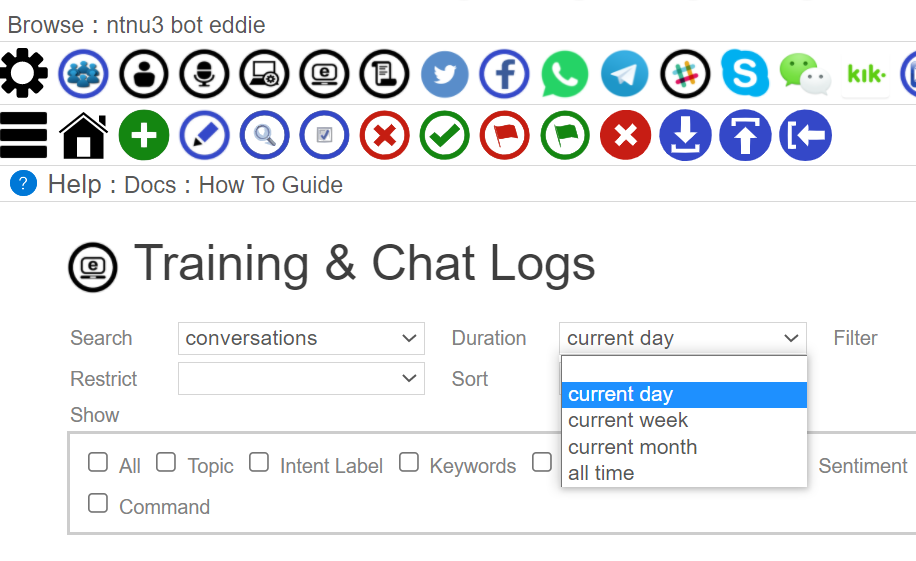 Browse : ntnu3 bot eddie
e
kik·
? Help : Docs : How To Guide
e Training & Chat Logs
Search conversations Duration current day Filter
Restrict Sort
current day
current week
current month
all time
Show
All Topic Intent Label Keywords Sentiment
Command